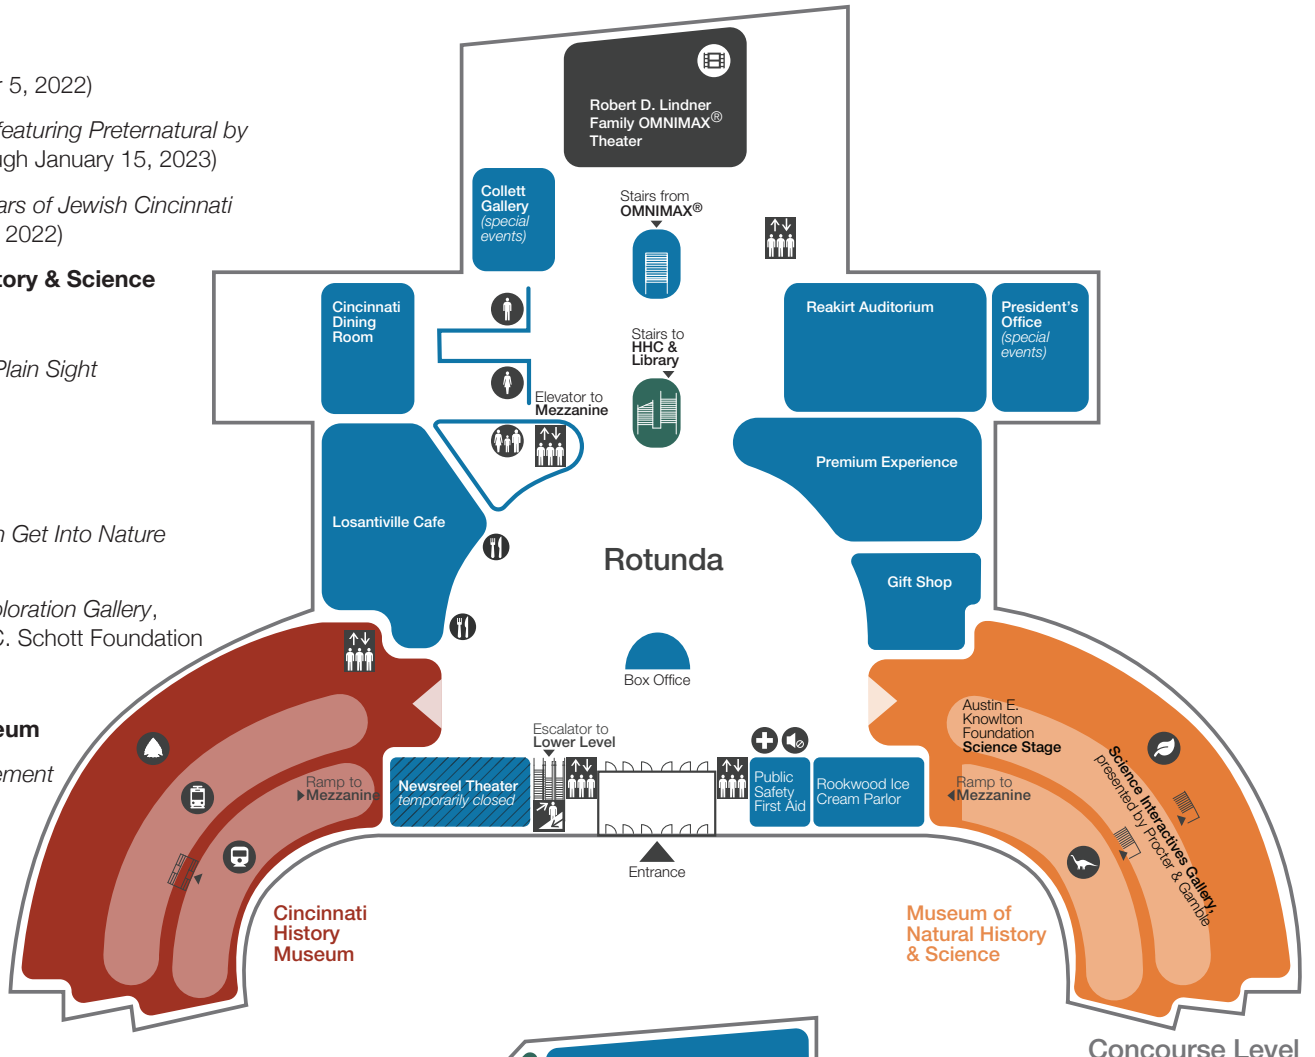 5, 2022)
featuring Preternatural by
ugh January 15, 2023)
ars of Jewish Cincinnati
2022)
tory & Science
Plain Sight
n Get Into Nature
ploration Gallery,
C. Schott Foundation
eum
ement
Robert D. Lindner
Family OMNIMAX®
Theater
Collett
Gallery
(special
events)
Stairs from
OMNIMAX®
Cincinnati
Dining
Room
Stairs to
HHC &
Library
Reakirt Auditorium
President's
Office
(special
events)
Elevator to
Mezzanine
Premium Experience
Losantiville Cafe
Rotunda
Gift Shop
Box Office
Austin E.
Knowlton
Foundation
Science Stage
Escalator to
Lower Level
Science Interactives Gallery,
presented by Procter & Gamble
Ramp to
Mezzanine
Newsreel Theater
temporarily closed
Public
Safety
First Aid
Rookwood Ice
Cream Parlor
Ramp to
Mezzanine
Entrance
Cincinnati
History
Museum
Museum of
Natural History
& Science
Concourse Level